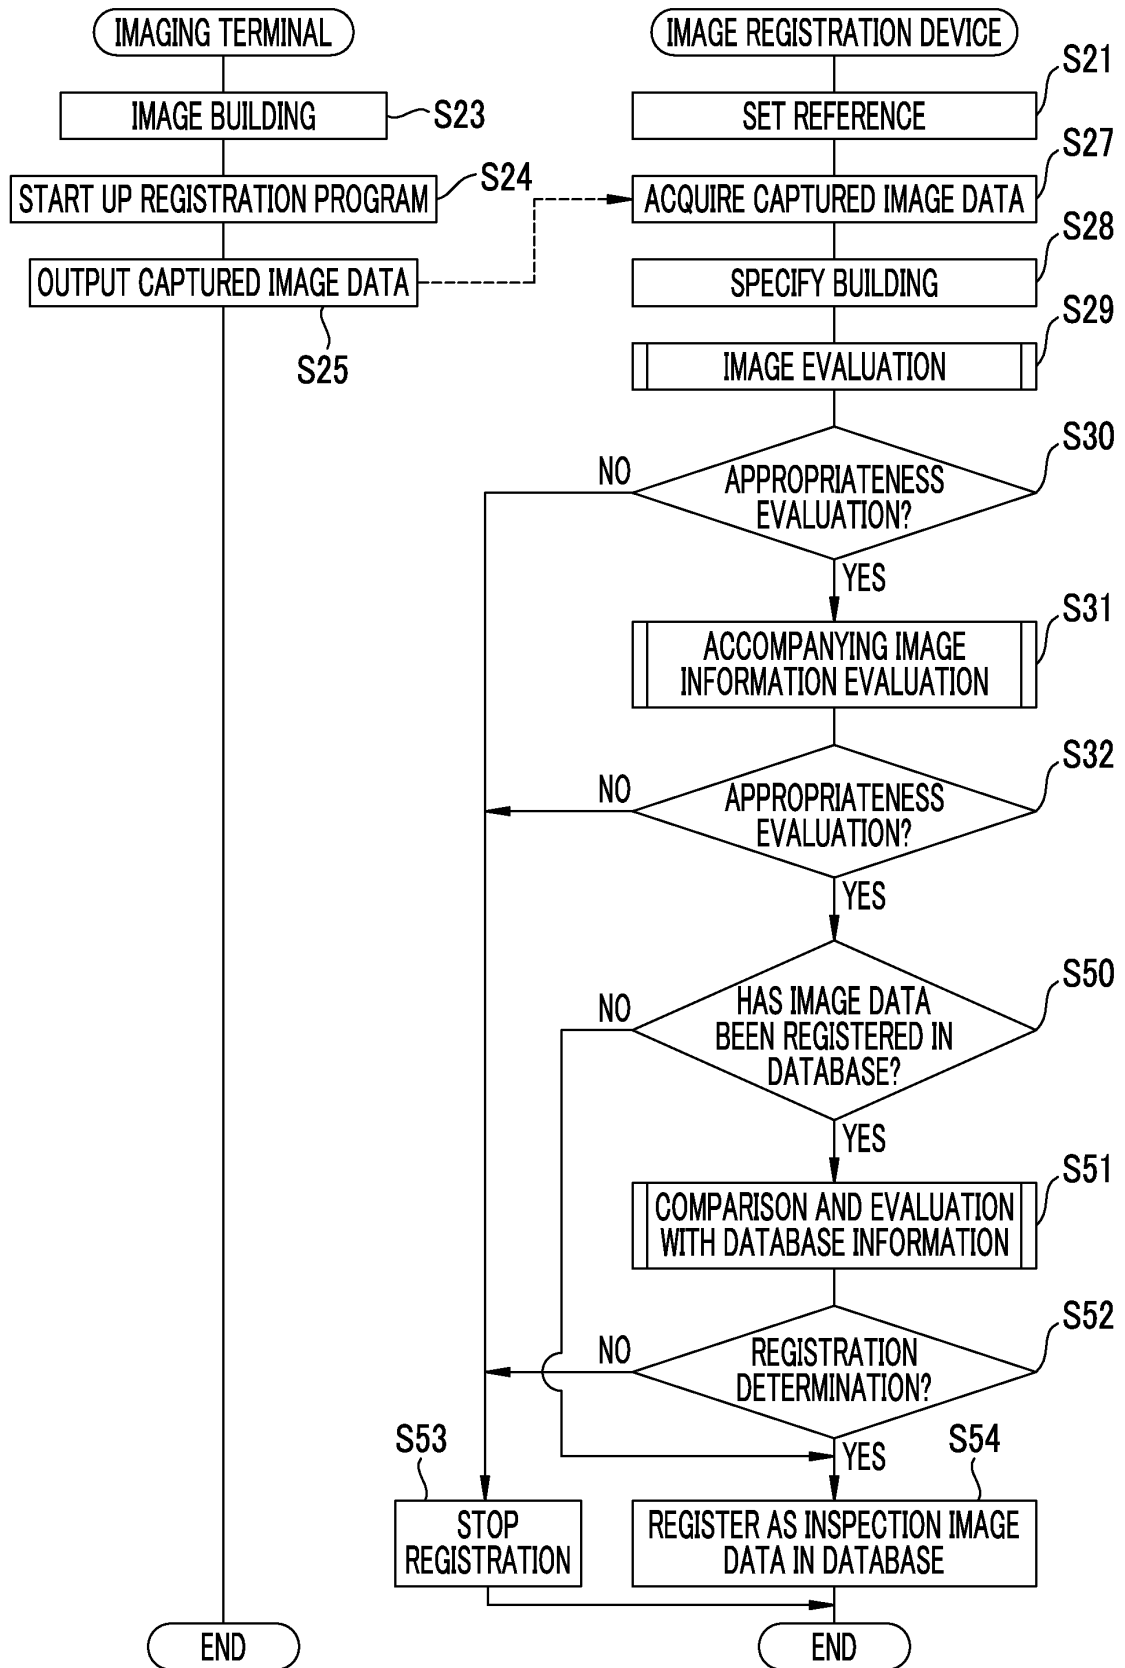 IMAGING TERMINAL
IMAGE REGISTRATION DEVICE
IMAGE BUILDING
S23
SET REFERENCE
S21
START UP REGISTRATION PROGRAM
S24
ACQUIRE CAPTURED IMAGE DATA
S27
OUTPUT CAPTURED IMAGE DATA
S25
SPECIFY BUILDING
S28
IMAGE EVALUATION
S29
APPROPRIATENESS
EVALUATION?
S30
NO
YES
ACCOMPANYING IMAGE
INFORMATION EVALUATION
S31
APPROPRIATENESS
EVALUATION?
S32
NO
YES
HAS IMAGE DATA
BEEN REGISTERED IN
DATABASE?
S50
NO
YES
COMPARISON AND EVALUATION
WITH DATABASE INFORMATION
S51
REGISTRATION
DETERMINATION?
S52
NO
YES
S53
STOP
REGISTRATION
S54
REGISTER AS INSPECTION IMAGE
DATA IN DATABASE
END
END